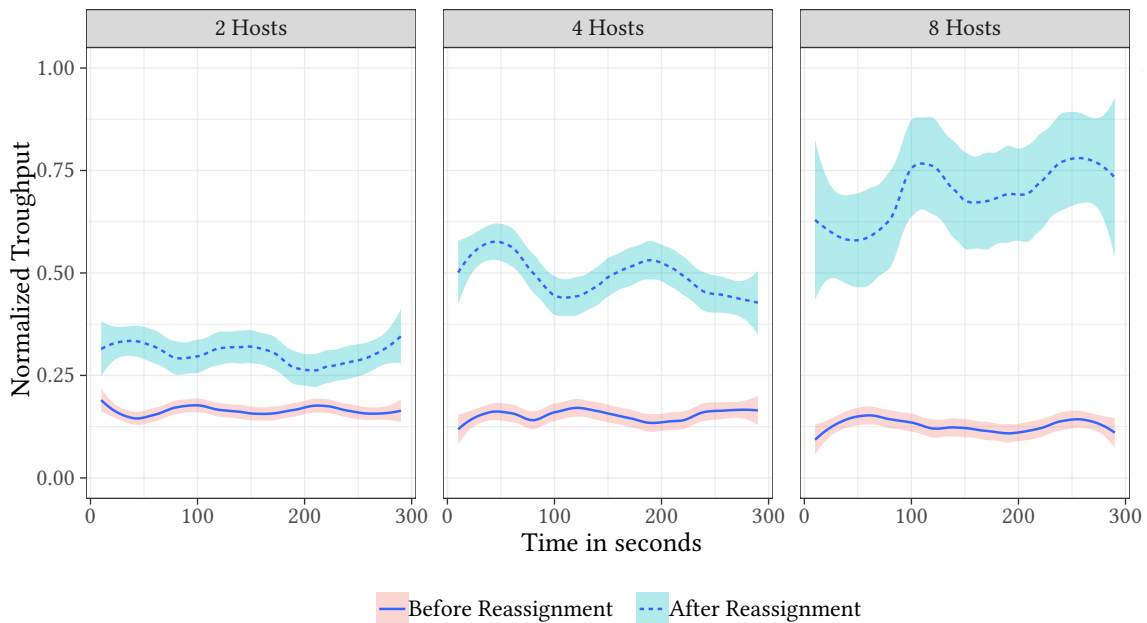 2 Hosts
4 Hosts
8 Hosts
Normalized Troughput
1.00
0.75
0.50
0.25
0.00
0 100 200 300
0 100 200 300
0 100 200 300
Time in seconds
Before Reassignment
After Reassignment